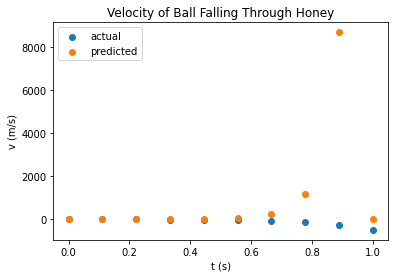 Velocity of Ball Falling Through Honey
actual
predicted
v (m/s)
8000
6000
4000
2000
0
0.0 0.2 0.4 0.6 0.8 1.0
t (s)